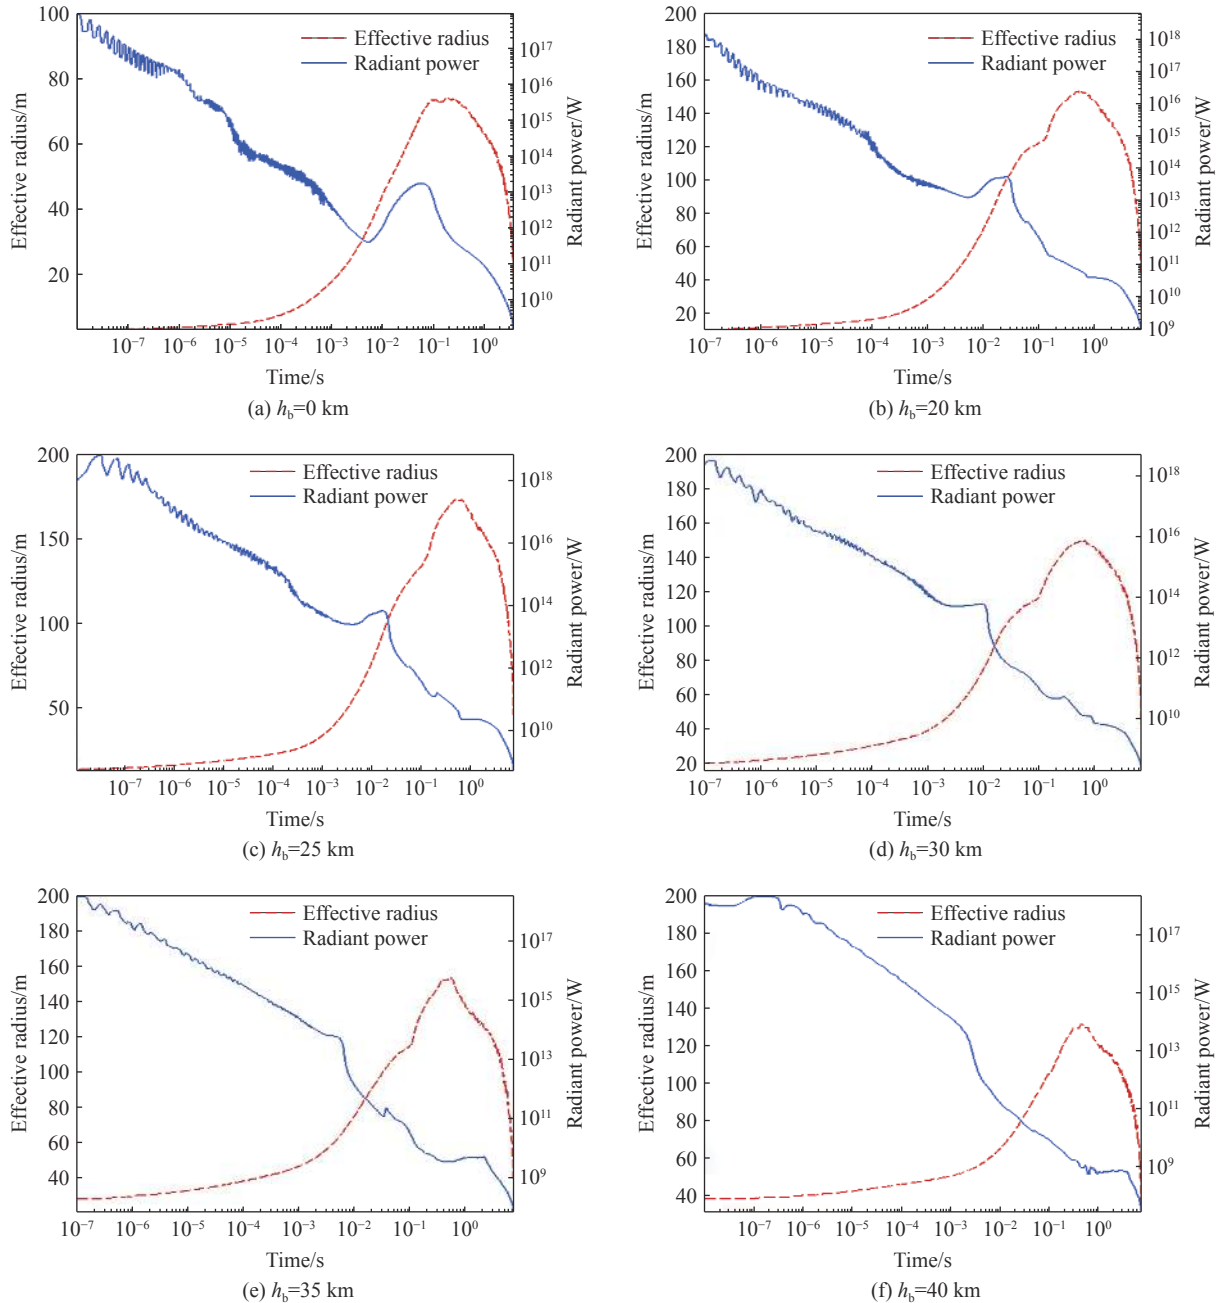 100
80
60
40
20
Effective radius/m
Effective radius
Radiant power
10¹⁷
10¹⁶
10¹⁵
10¹⁴
10¹³
10¹²
10¹¹
10¹⁰
Radiant power/W
10⁻⁷ 10⁻⁶ 10⁻⁵ 10⁻⁴ 10⁻³ 10⁻² 10⁻¹ 10⁰
Time/s
(a) h_b=0 km
200
180
160
140
120
100
80
60
40
20
Effective radius/m
Effective radius
Radiant power
10¹⁸
10¹⁷
10¹⁶
10¹⁵
10¹⁴
10¹³
10¹²
10¹¹
10¹⁰
10⁹
Radiant power/W
10⁻⁷ 10⁻⁶ 10⁻⁵ 10⁻⁴ 10⁻³ 10⁻² 10⁻¹ 10⁰
Time/s
(b) h_b=20 km
200
150
100
50
Effective radius/m
Effective radius
Radiant power
10¹⁸
10¹⁶
10¹⁴
10¹²
10¹⁰
Radiant power/W
10⁻⁷ 10⁻⁶ 10⁻⁵ 10⁻⁴ 10⁻³ 10⁻² 10⁻¹ 10⁰
Time/s
(c) h_b=25 km
200
180
160
140
120
100
80
60
40
20
Effective radius/m
Effective radius
Radiant power
10¹⁸
10¹⁶
10¹⁴
10¹²
10¹⁰
Radiant power/W
10⁻⁷ 10⁻⁶ 10⁻⁵ 10⁻⁴ 10⁻³ 10⁻² 10⁻¹ 10⁰
Time/s
(d) h_b=30 km
200
180
160
140
120
100
80
60
40
Effective radius/m
Effective radius
Radiant power
10¹⁷
10¹⁵
10¹³
10¹¹
10⁹
Radiant power/W
10⁻⁷ 10⁻⁶ 10⁻⁵ 10⁻⁴ 10⁻³ 10⁻² 10⁻¹ 10⁰
Time/s
(e) h_b=35 km
200
180
160
140
120
100
80
60
40
Effective radius/m
Effective radius
Radiant power
10¹⁷
10¹⁵
10¹³
10¹¹
10⁹
Radiant power/W
10⁻⁷ 10⁻⁶ 10⁻⁵ 10⁻⁴ 10⁻³ 10⁻² 10⁻¹ 10⁰
Time/s
(f) h_b=40 km